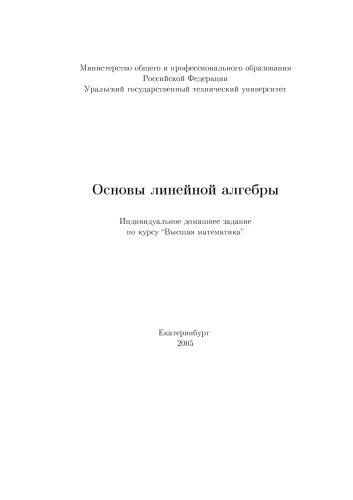 Министерство общего и профессионального образования
Российской Федерации
Уральский государственный технический университет
Основы линейной алгебры
Индивидуальное домашнее задание
по курсу “Высшая математика”
Екатеринбург
2005